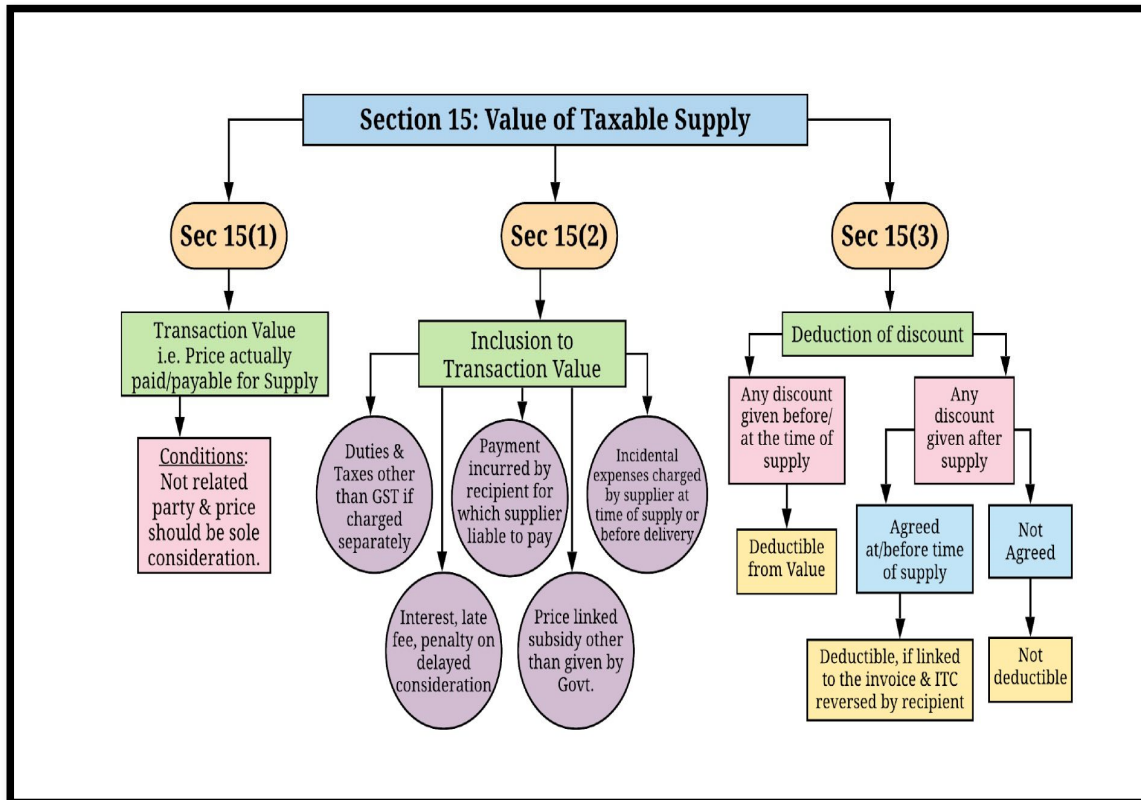 Section 15: Value of Taxable Supply
Sec 15(1)
Sec 15(2)
Sec 15(3)
Transaction Value
i.e. Price actually
paid/payable for Supply
Conditions:
Not related
party & price
should be sole
consideration.
Inclusion to
Transaction Value
Duties &
Taxes other
than GST if
charged
separately
Payment
incurred by
recipient for
which supplier
liable to pay
Incidental
expenses charged
by supplier at
time of supply or
before delivery
Interest, late
fee, penalty on
delayed
consideration
Price linked
subsidy other
than given by
Govt.
Deduction of discount
Any discount
given before/
at the time of
supply
Any
discount
given after
supply
Deductible
from Value
Agreed
at/before time
of supply
Not
Agreed
Deductible, if linked
to the invoice & ITC
reversed by recipient
Not
deductible